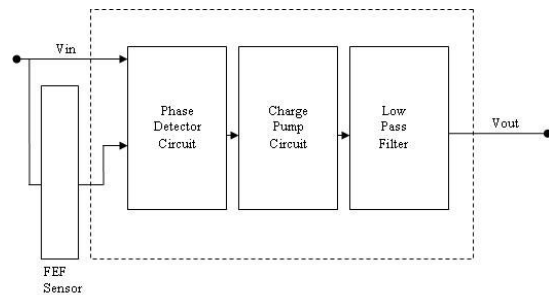 Vin
Phase
Detector
Circuit
Charge
Pump
Circuit
Low
Pass
Filter
Vout
FEF
Sensor